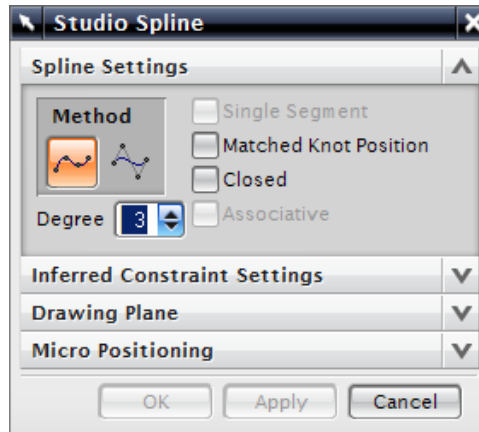 Studio Spline
Spline Settings
Method
Single Segment
Matched Knot Position
Closed
Degree 3
Associative
Inferred Constraint Settings
Drawing Plane
Micro Positioning
OK Apply Cancel